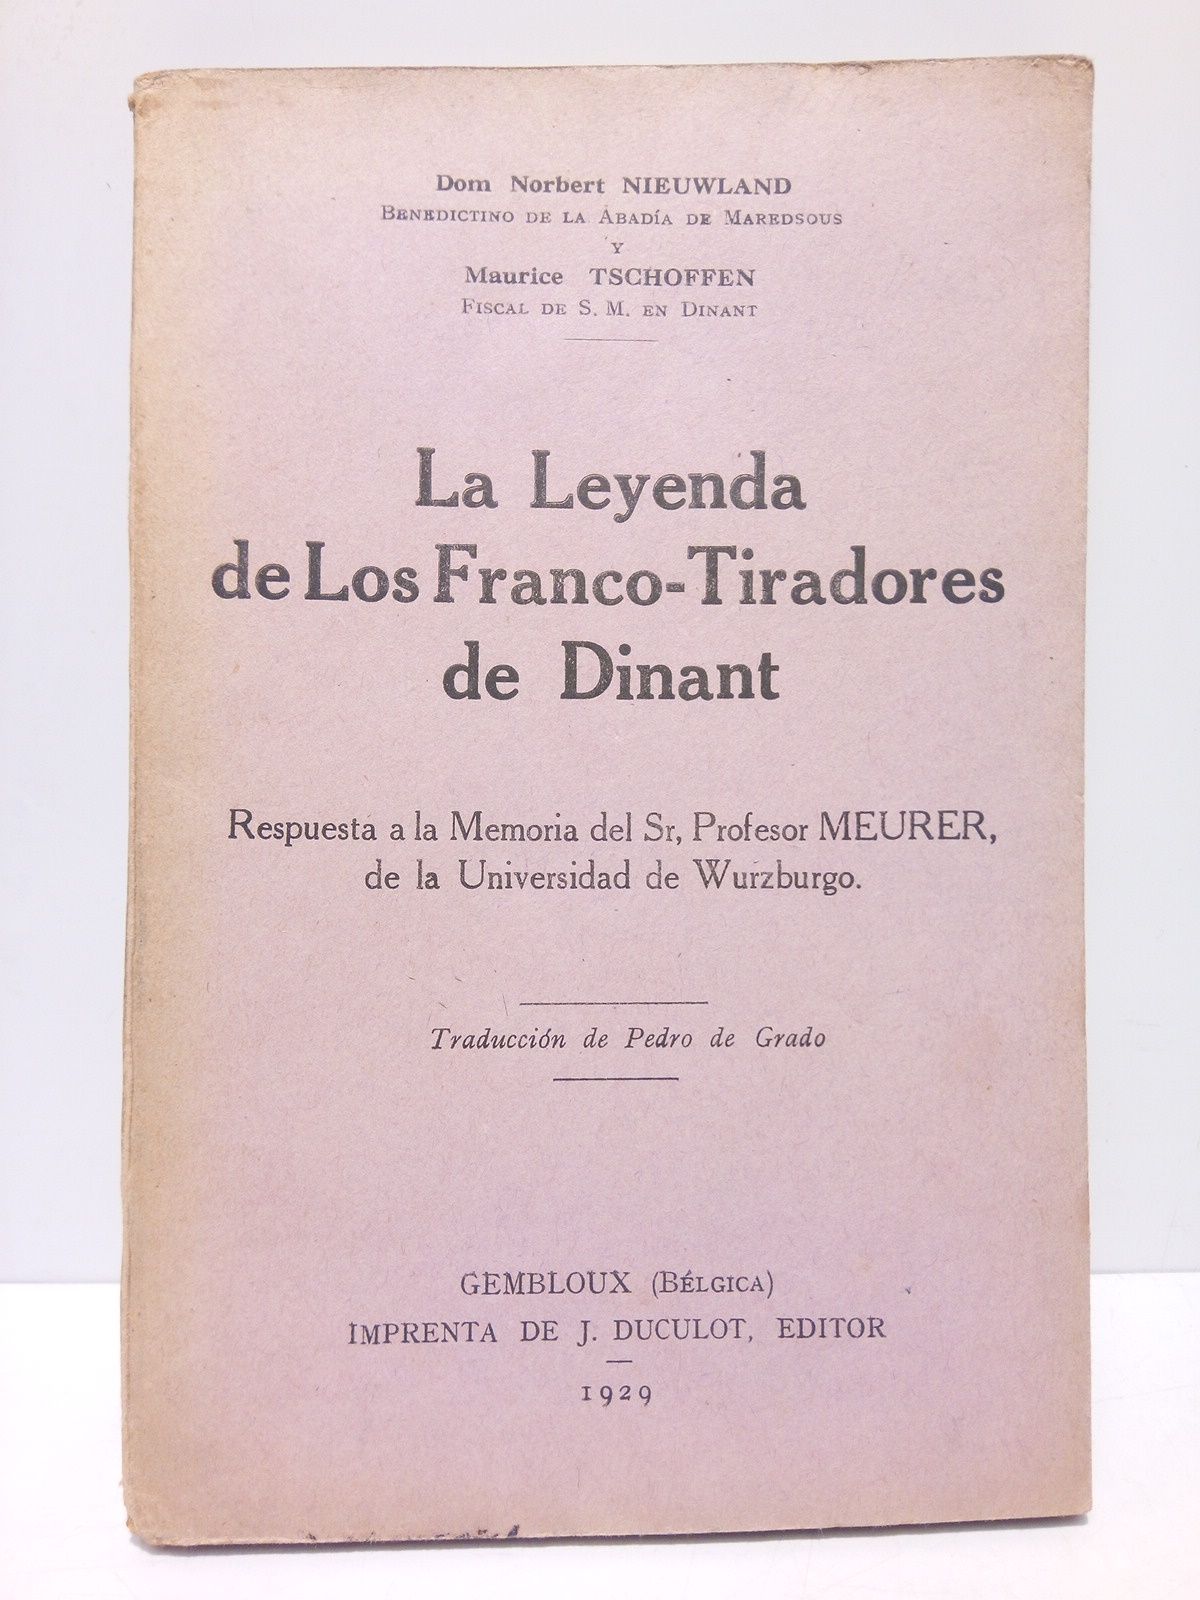 Dom Norbert NIEUWLAND
BENEDICTINO DE LA ABADÍA DE MAREDSOUS
Y
Maurice TSCHOFFEN
FISCAL DE S. M. EN DINANT
La Leyenda
de Los Franco-Tiradores
de Dinant
Respuesta a la Memoria del Sr, Profesor MEURER,
de la Universidad de Wurzburgo.
Traducción de Pedro de Grado
GEMBLOUX (BÉLGICA)
IMPRENTA DE J. DUCULOT, EDITOR
1929